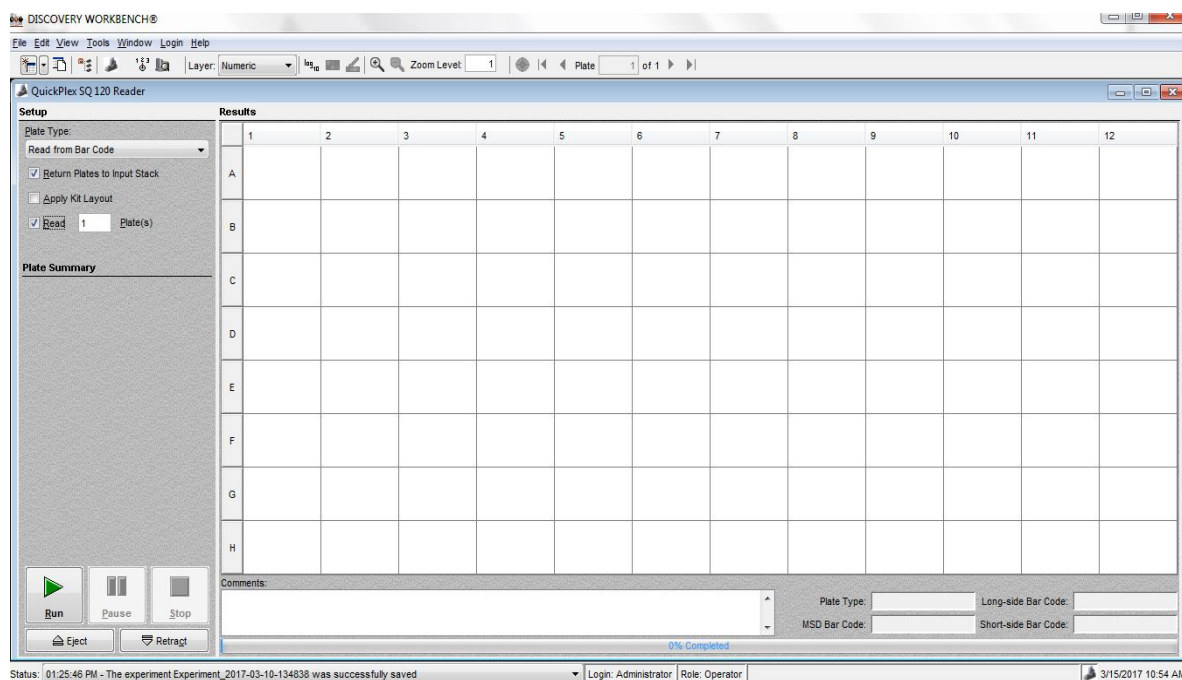 DISCOVERY WORKBENCH®
File Edit View Tools Window Login Help
Layer: Numeric log10 Zoom Level: 1 Plate 1 of 1
QuickPlex SQ 120 Reader
Setup Results
Plate Type:
Read from Bar Code
Return Plates to Input Stack
Apply Kit Layout
Read 1 Plate(s)
Plate Summary
1 2 3 4 5 6 7 8 9 10 11 12
A
B
C
D
E
F
G
H
Run Pause Stop
Eject Retract
Comments:
Plate Type: Long-side Bar Code:
MSD Bar Code: Short-side Bar Code:
0% Completed
Status: 01:25:46 PM - The experiment Experiment_2017-03-10-134838 was successfully saved Login: Administrator Role: Operator 3/15/2017 10:54 AM